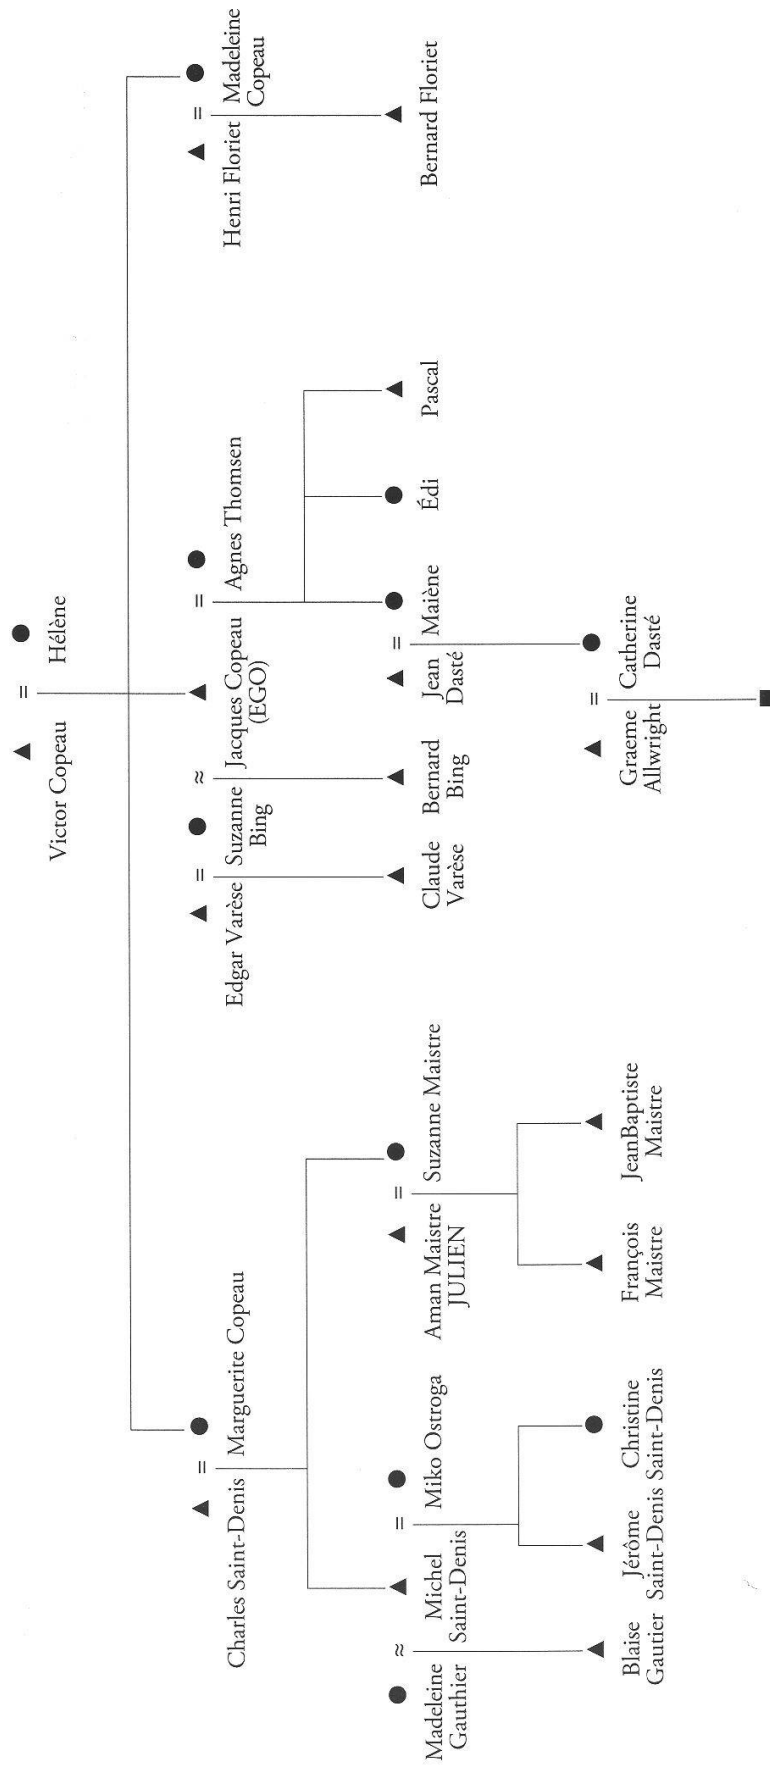 Victor Copeau
Hélène
Charles Saint-Denis
Marguerite Copeau
Edgar Varèse
Suzanne
Bing
Jacques Copeau
(EGO)
Agnes Thomsen
Henri Floriet
Madeleine
Copeau
Madeleine
Gauthier
Michel
Saint-Denis
Miko Ostroga
Aman Maistre
JULIEN
Suzanne Maistre
Claude
Varèse
Bernard
Bing
Jean
Dasté
Maiène
Édi
Pascal
Bernard Floriet
Blaise
Gautier
Jérôme
Saint-Denis
Christine
Saint-Denis
François
Maistre
JeanBaptiste
Maistre
Graeme
Allwright
Catherine
Dasté